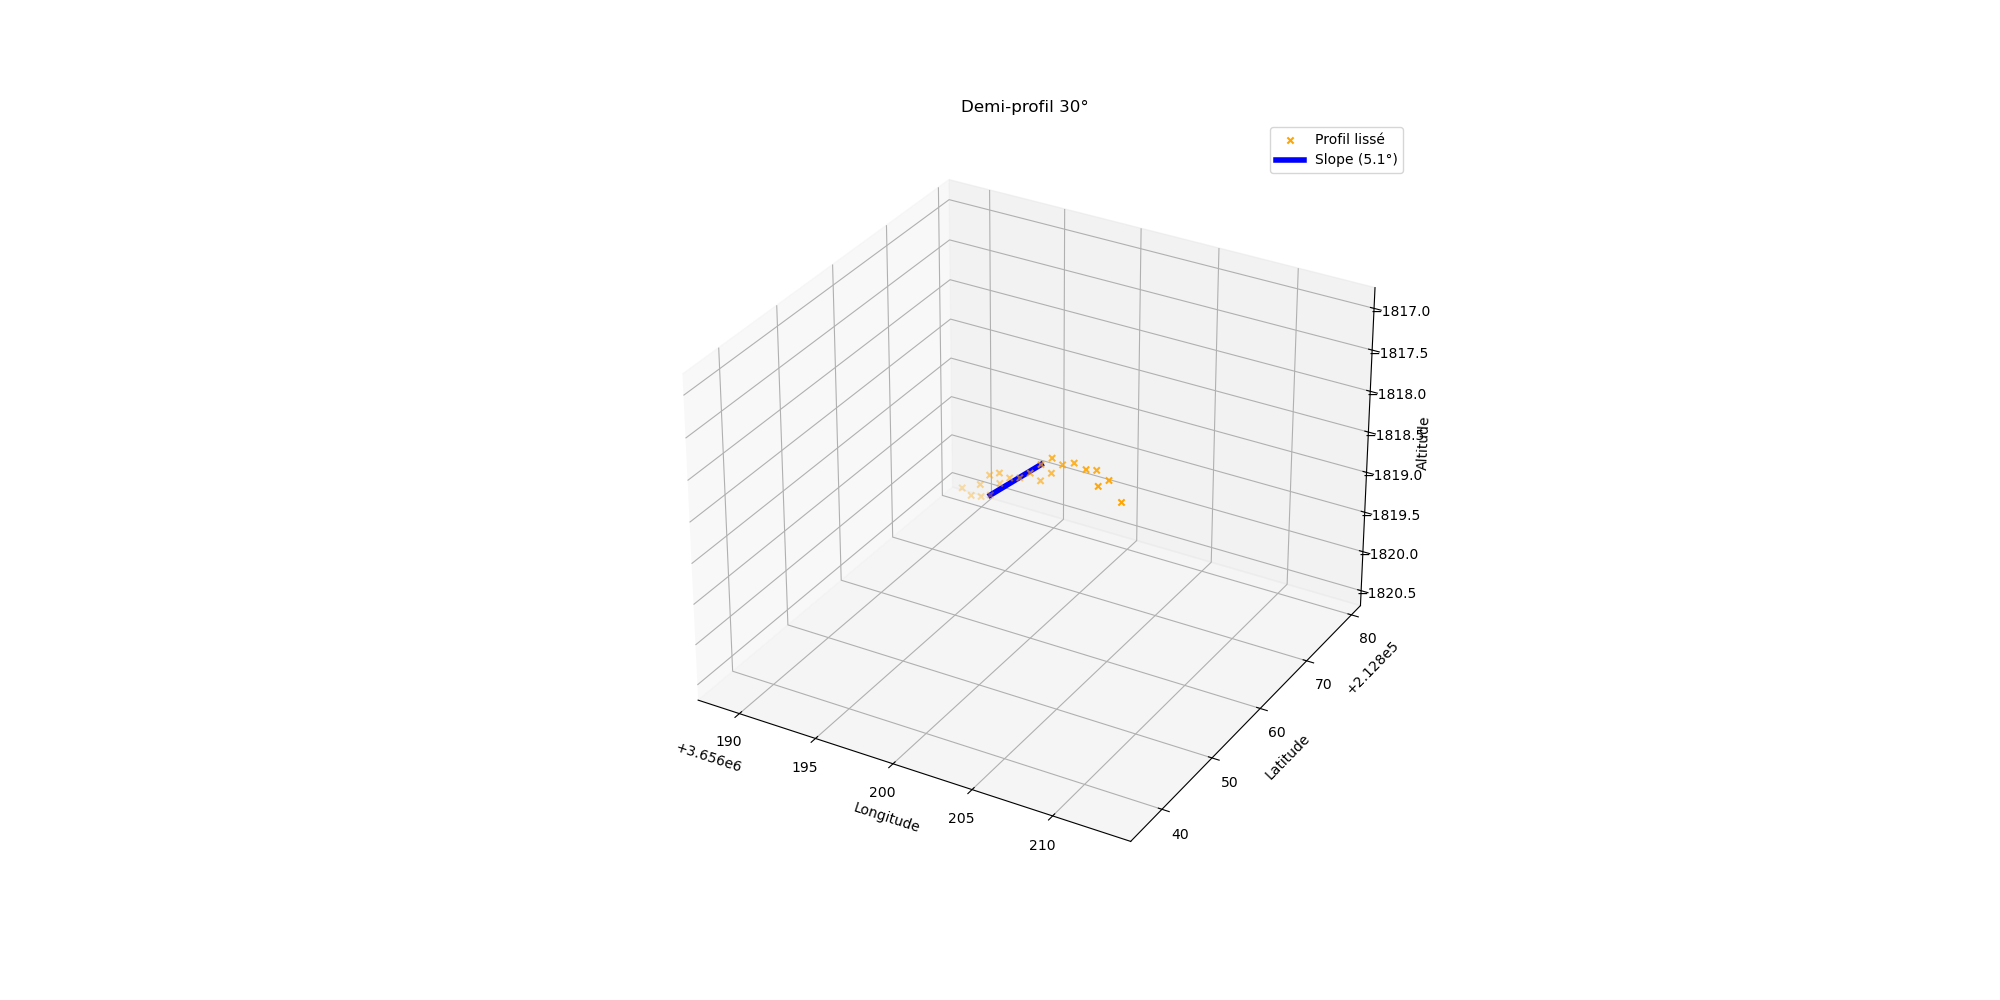 Demi-profil 30°
Profil lissé
Slope (5.1°)
−1817.0
−1817.5
−1818.0
−1818.5
−1819.0
−1819.5
−1820.0
−1820.5
Altitude
80
70
60
50
40
+2.128e5
Latitude
190
195
200
205
210
+3.656e6
Longitude